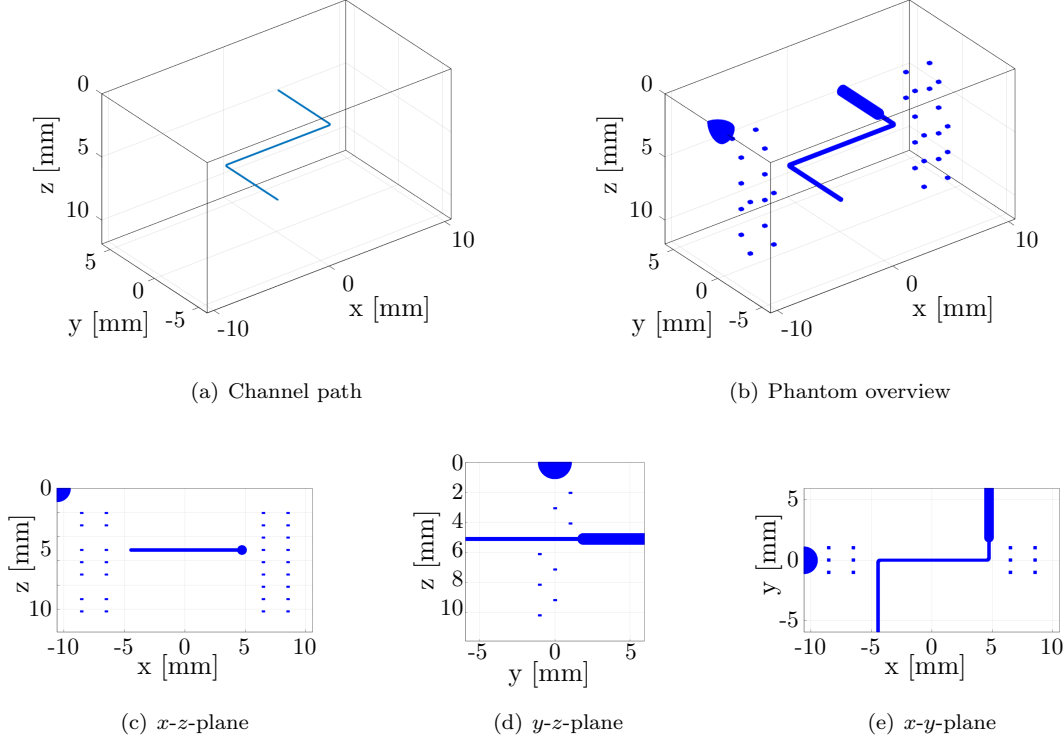 0
5
10
z [mm]
5
0
-5
y [mm]
-10
0
10
x [mm]
(a) Channel path
0
5
10
z [mm]
5
0
-5
y [mm]
-10
0
10
x [mm]
(b) Phantom overview
0
5
10
z [mm]
-10
-5
0
5
10
x [mm]
(c) x-z-plane
0
2
4
6
8
10
z [mm]
-5
0
5
y [mm]
(d) y-z-plane
5
0
-5
y [mm]
-10
-5
0
5
10
x [mm]
(e) x-y-plane